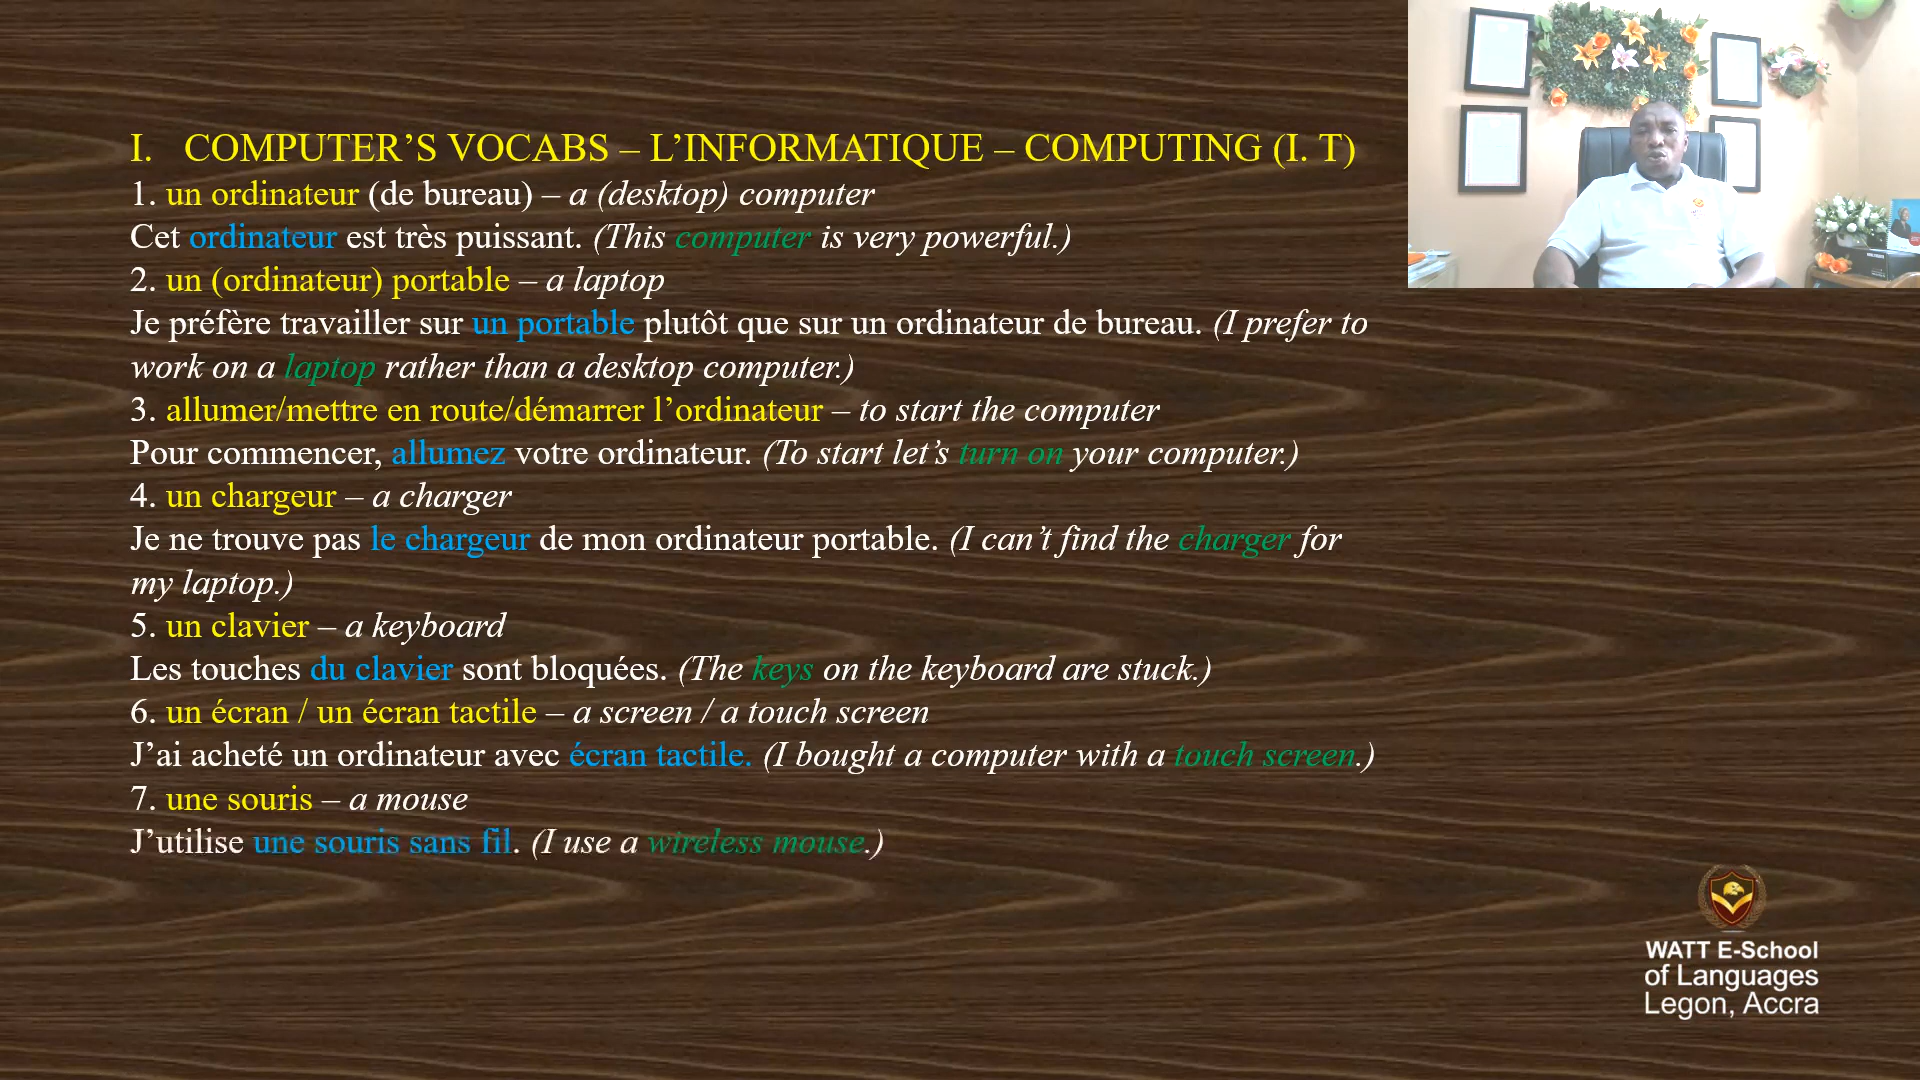 I. COMPUTER’S VOCABS – L’INFORMATIQUE – COMPUTING (I. T)
1. un ordinateur (de bureau) – a (desktop) computer
Cet ordinateur est très puissant. (This computer is very powerful.)
2. un (ordinateur) portable – a laptop
Je préfère travailler sur un portable plutôt que sur un ordinateur de bureau. (I prefer to
work on a laptop rather than a desktop computer.)
3. allumer/mettre en route/démarrer l’ordinateur – to start the computer
Pour commencer, allumez votre ordinateur. (To start let’s turn on your computer.)
4. un chargeur – a charger
Je ne trouve pas le chargeur de mon ordinateur portable. (I can’t find the charger for
my laptop.)
5. un clavier – a keyboard
Les touches du clavier sont bloquées. (The keys on the keyboard are stuck.)
6. un écran / un écran tactile – a screen / a touch screen
J’ai acheté un ordinateur avec écran tactile. (I bought a computer with a touch screen.)
7. une souris – a mouse
J’utilise une souris sans fil. (I use a wireless mouse.)
WATT E-School
of Languages
Legon, Accra